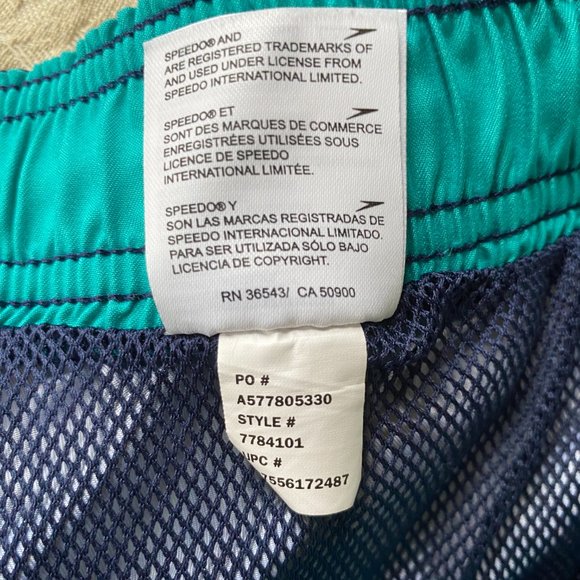 SPEEDO® AND
ARE REGISTERED TRADEMARKS OF
AND USED UNDER LICENSE FROM
SPEEDO INTERNATIONAL LIMITED.
SPEEDO® ET
SONT DES MARQUES DE COMMERCE
ENREGISTRÉES UTILISÉES SOUS
LICENCE DE SPEEDO
INTERNATIONAL LIMITÉE.
SPEEDO® Y
SON LAS MARCAS REGISTRADAS DE
SPEEDO INTERNACIONAL LIMITADO.
PARA SER UTILIZADA SÓLO BAJO
LICENCIA DE COPYRIGHT.
RN 36543/ CA 50900
PO #
A577805330
STYLE #
7784101
UPC #
7556172487